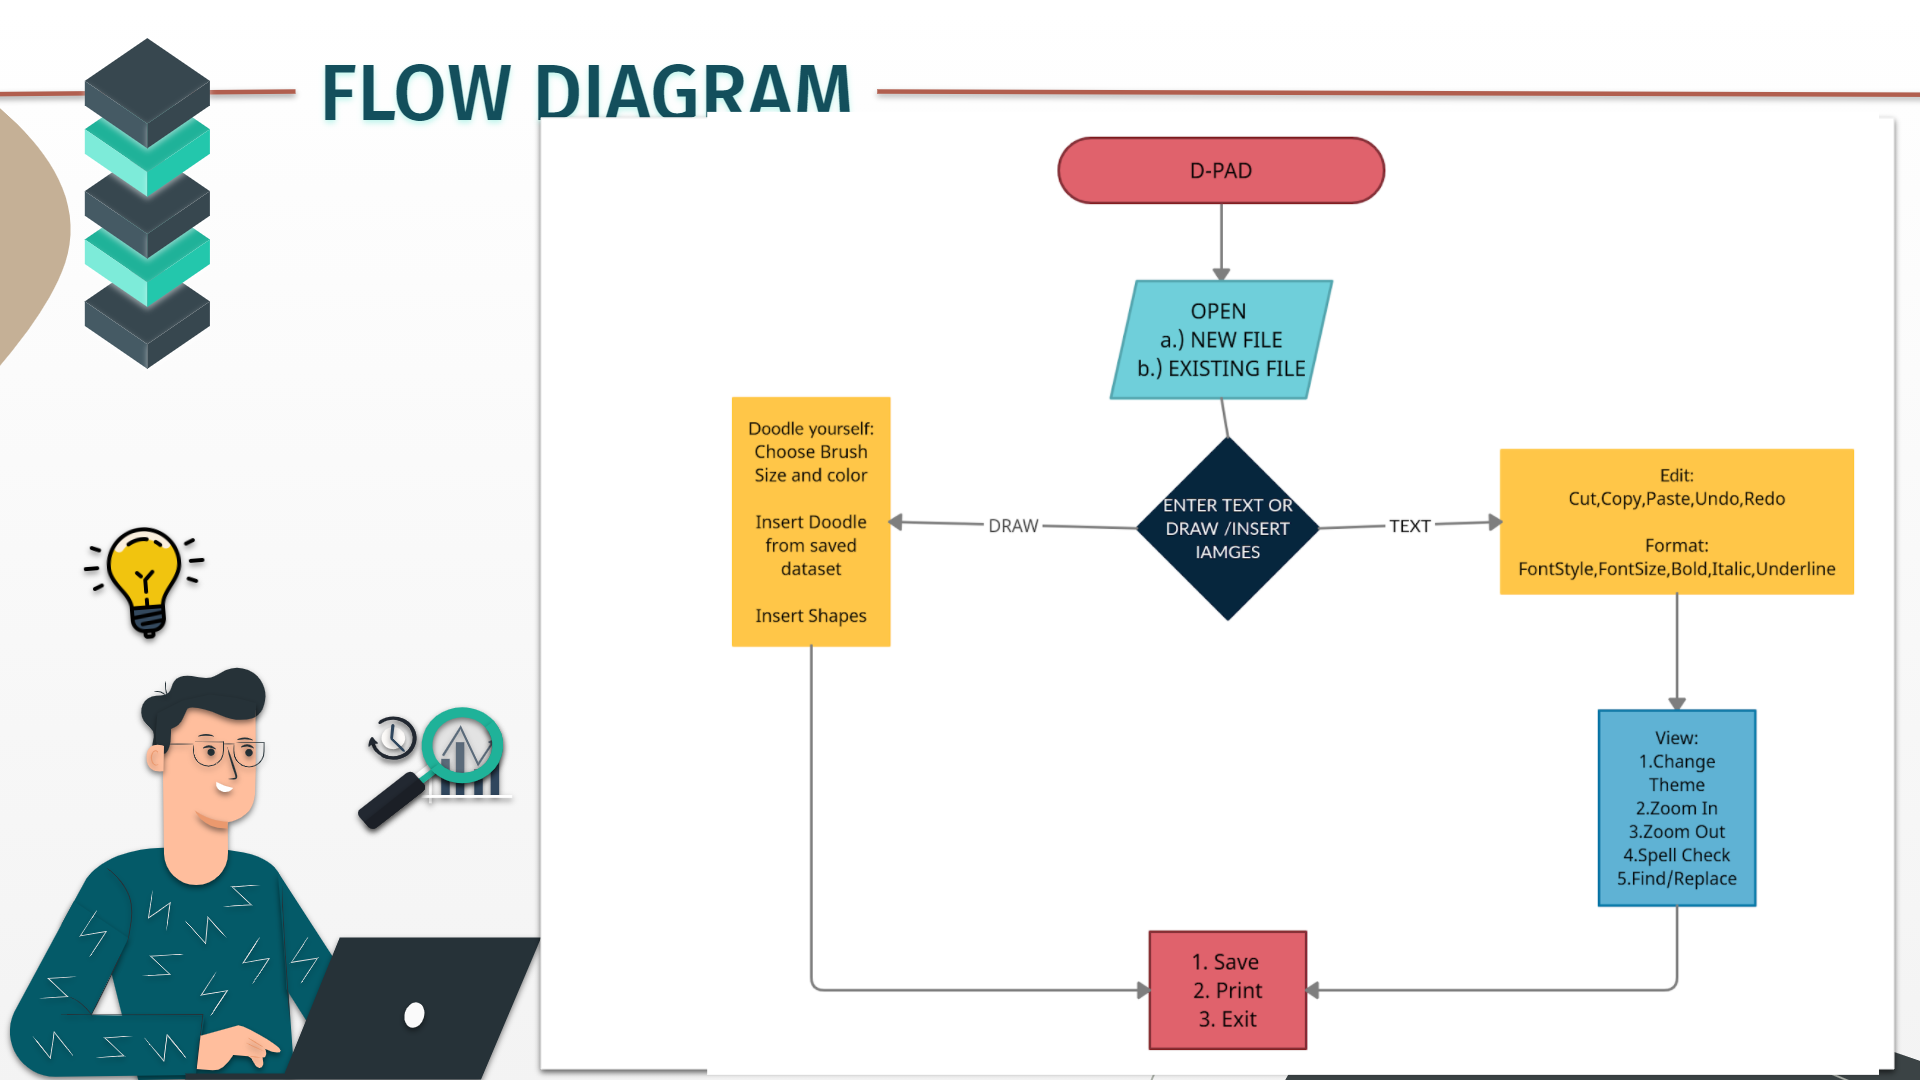 FLOW DIAGRAM
D-PAD
OPEN
a.) NEW FILE
b.) EXISTING FILE
Doodle yourself:
Choose Brush
Size and color
Insert Doodle
from saved
dataset
Insert Shapes
DRAW
ENTER TEXT OR
DRAW /INSERT
IAMGES
TEXT
Edit:
Cut,Copy,Paste,Undo,Redo
Format:
FontStyle,FontSize,Bold,Italic,Underline
View:
1.Change
Theme
2.Zoom In
3.Zoom Out
4.Spell Check
5.Find/Replace
1. Save
2. Print
3. Exit